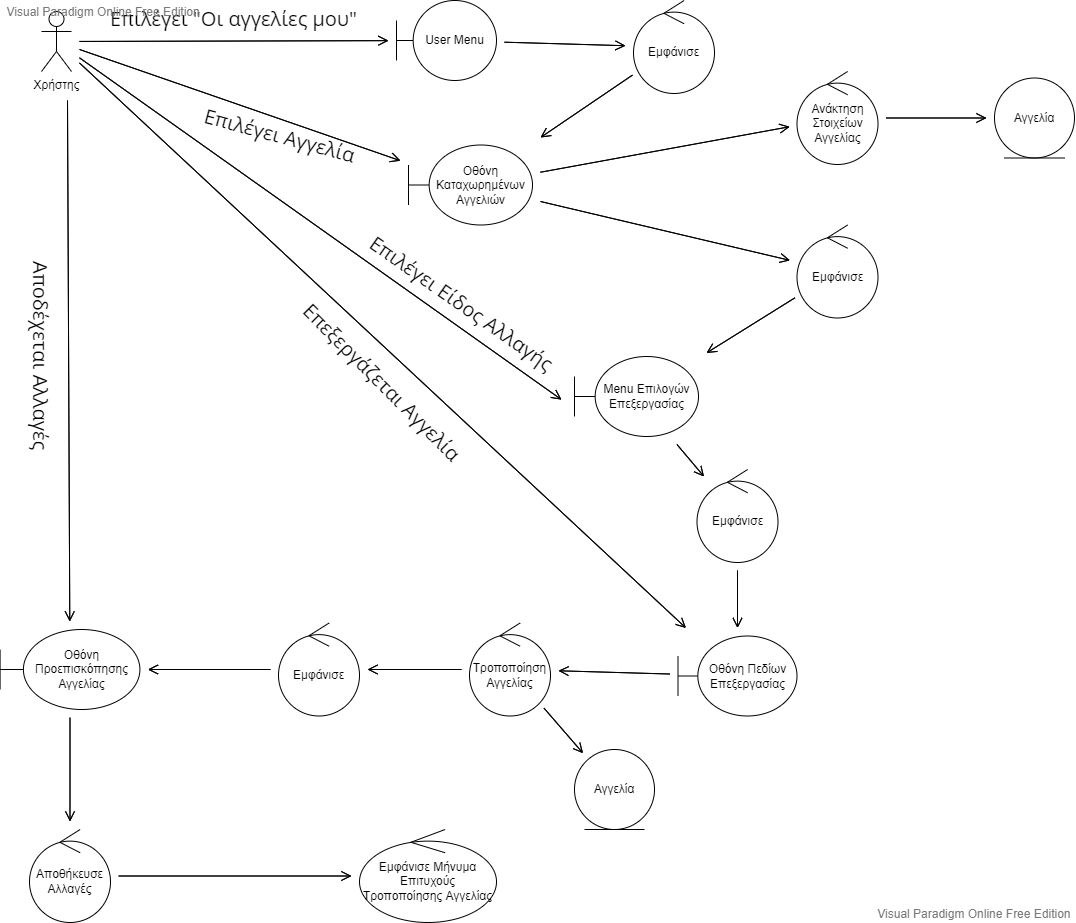 Visual Paradigm Online Free Edition
Επιλέγει "Οι αγγελίες μου"
User Menu
Εμφάνισε
Χρήστης
Επιλέγει Αγγελία
Ανάκτηση
Στοιχείων
Αγγελίας
Αγγελία
Οθόνη
Καταχωρημένων
Αγγελιών
Επιλέγει Είδος Αλλαγής
Εμφάνισε
Αποδέχεται Αλλαγές
Επεξεργάζεται Αγγελία
Menu Επιλογών
Επεξεργασίας
Εμφάνισε
Οθόνη
Προεπισκόπησης
Αγγελίας
Εμφάνισε
Τροποποίηση
Αγγελίας
Οθόνη Πεδίων
Επεξεργασίας
Αγγελία
Αποθήκευσε
Αλλαγές
Εμφάνισε Μήνυμα
Επιτυχούς
Τροποποίησης Αγγελίας
Visual Paradigm Online Free Edition